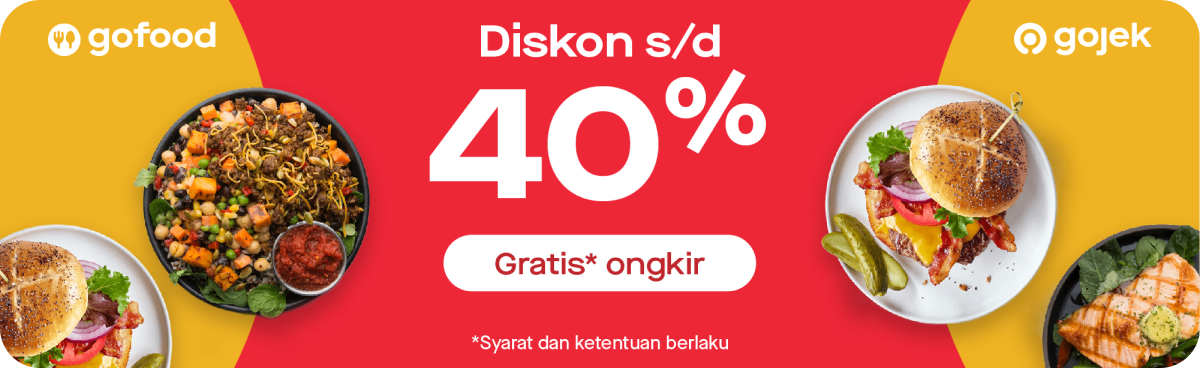 gofood
gojek
Diskon s/d
40%
Gratis* ongkir
*Syarat dan ketentuan berlaku